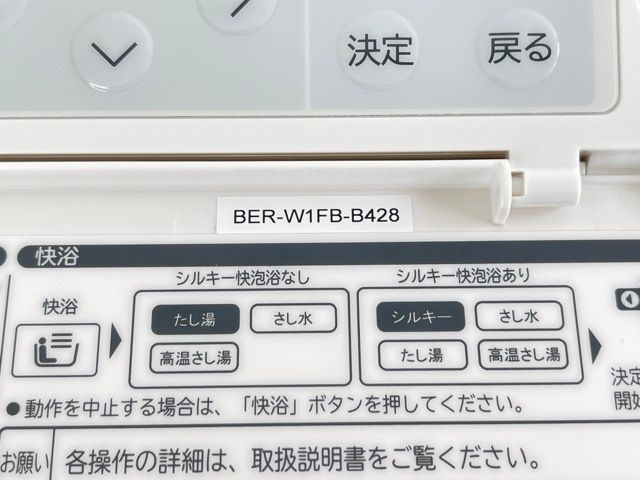 決定 戻る
BER-W1FB-B428
快浴
シルキー快泡浴なし シルキー快泡浴あり
快浴
たし湯 さし水 シルキー さし水
高温さし湯 たし湯 高温さし湯
決定
開始
●動作を中止する場合は、「快浴」ボタンを押してください。
お願い 各操作の詳細は、取扱説明書をご覧ください。